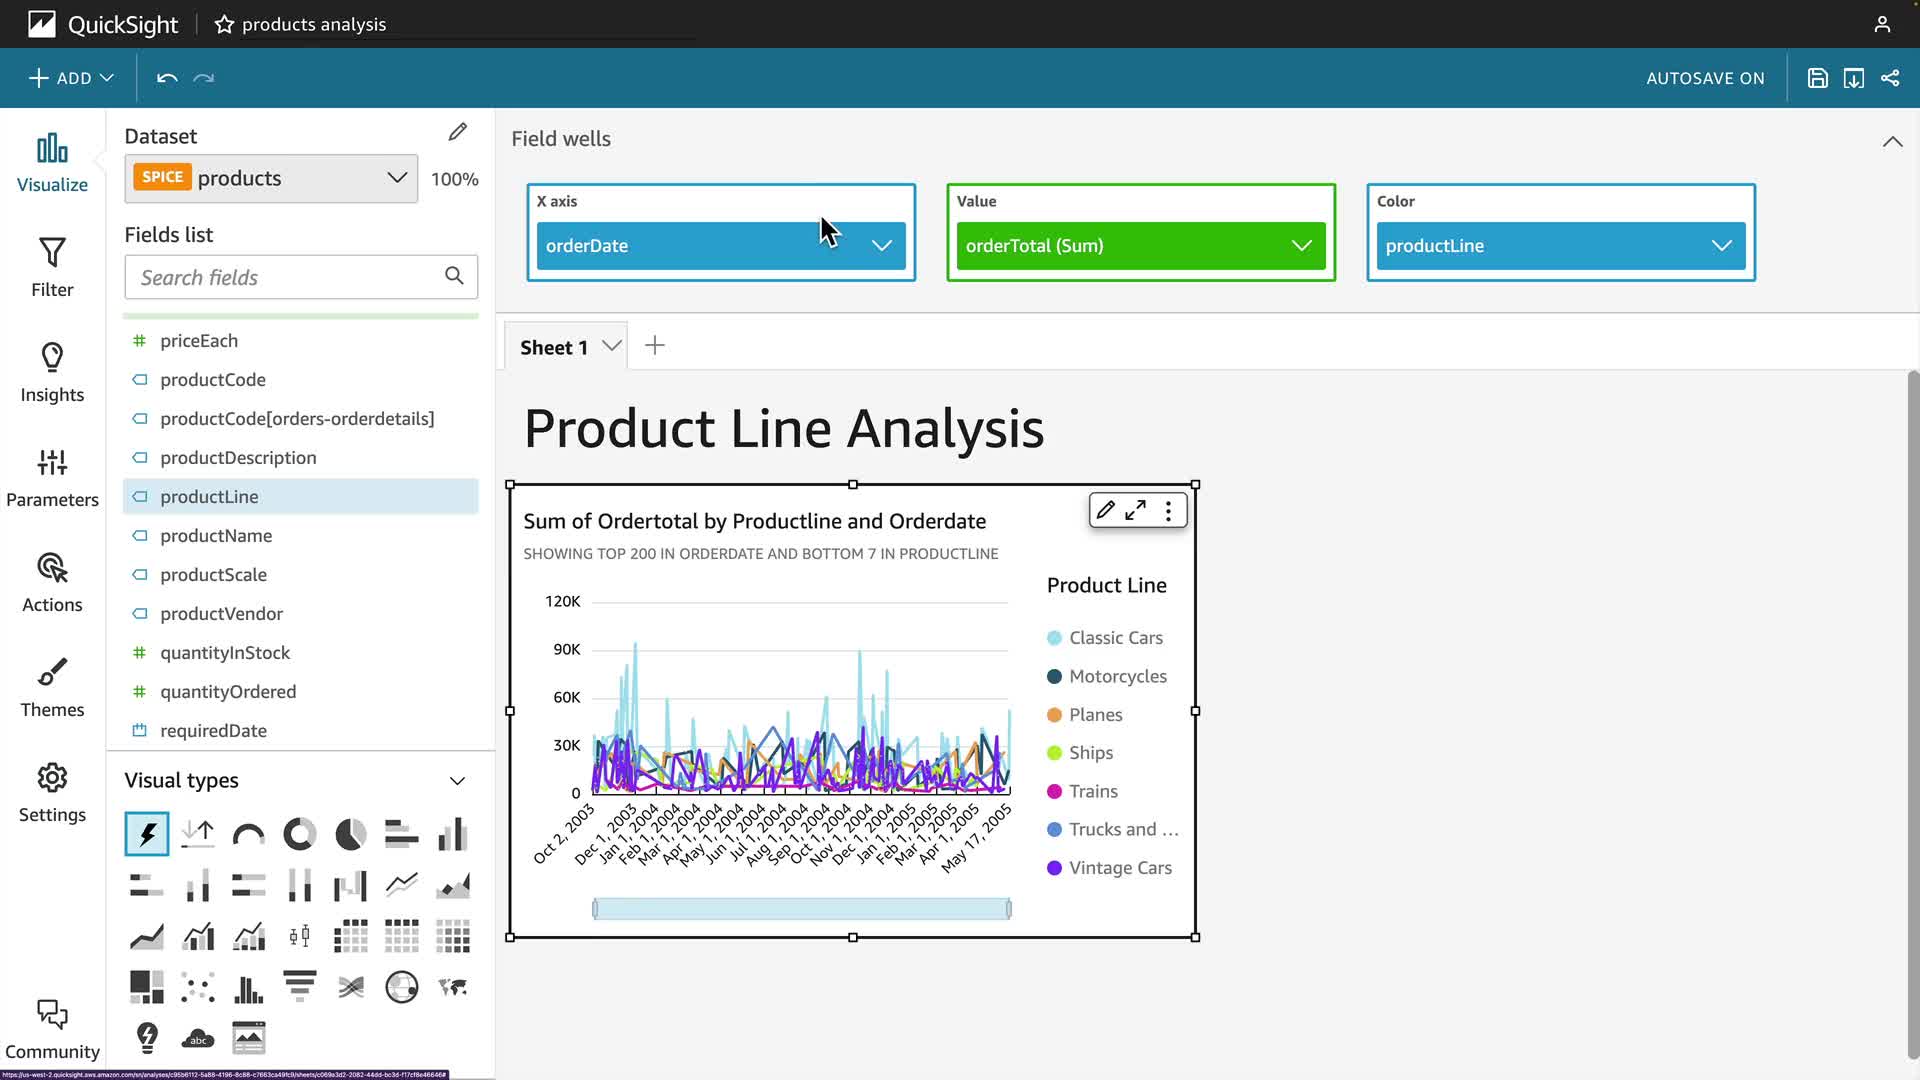 QuickSight
products analysis
ADD
AUTOSAVE ON
Visualize
Filter
Insights
Parameters
Actions
Themes
Settings
Community
Dataset
SPICE products
100%
Fields list
Search fields
priceEach
productCode
productCode[orders-orderdetails]
productDescription
productLine
productName
productScale
productVendor
quantityInStock
quantityOrdered
requiredDate
Visual types
abc
Field wells
X axis
orderDate
Value
orderTotal (Sum)
Color
productLine
Sheet 1
Product Line Analysis
Sum of Ordertotal by Productline and Orderdate
SHOWING TOP 200 IN ORDERDATE AND BOTTOM 7 IN PRODUCTLINE
120K
90K
60K
30K
0
Oct 2, 2003
Dec 1, 2003
Jan 1, 2004
Feb 1, 2004
Mar 1, 2004
Apr 1, 2004
May 1, 2004
Jun 1, 2004
Jul 1, 2004
Aug 1, 2004
Sep 1, 2004
Oct 1, 2004
Nov 1, 2004
Dec 1, 2004
Jan 1, 2005
Feb 1, 2005
Mar 1, 2005
Apr 1, 2005
May 17, 2005
Product Line
Classic Cars
Motorcycles
Planes
Ships
Trains
Trucks and ...
Vintage Cars